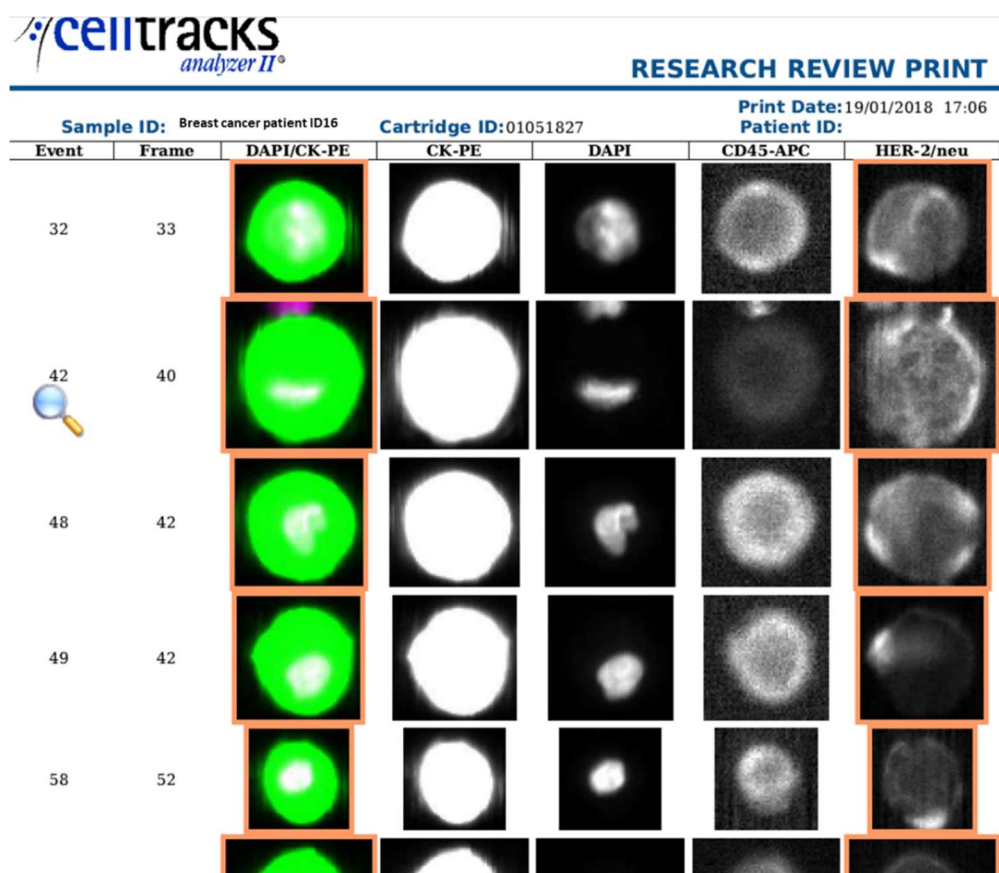 celltracks
analyzer II®
RESEARCH REVIEW PRINT
Print Date: 19/01/2018 17:06
Sample ID: Breast cancer patient ID16 Cartridge ID: 01051827 Patient ID:
Event Frame DAPI/CK-PE CK-PE DAPI CD45-APC HER-2/neu
32 33
42 40
48 42
49 42
58 52